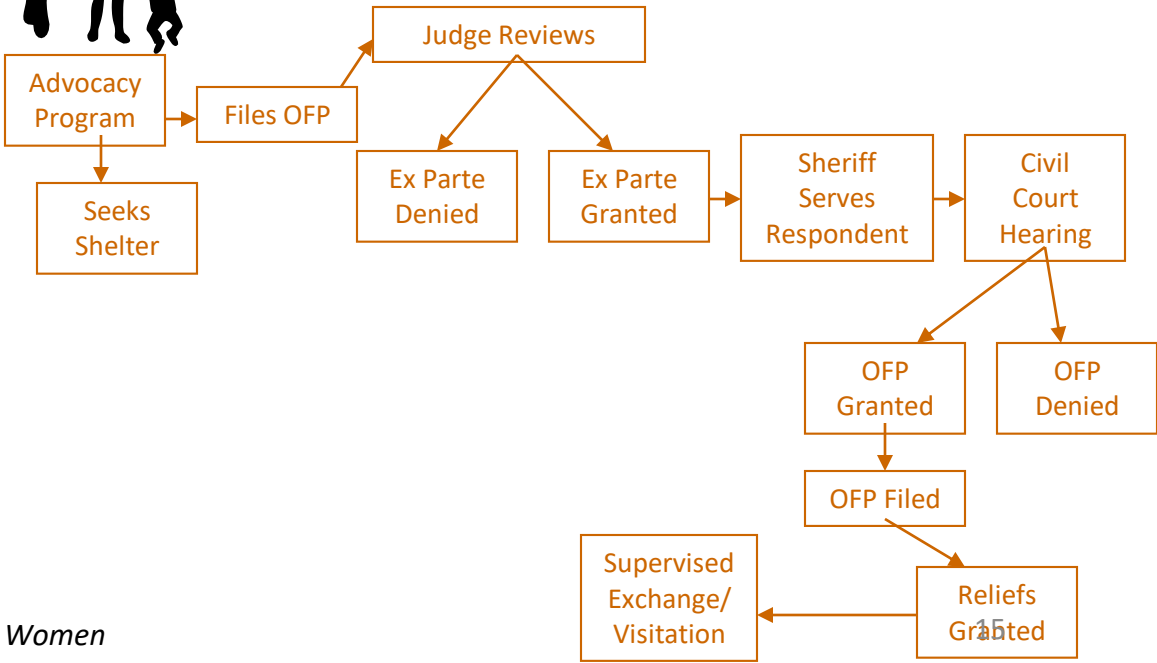 Judge Reviews
Advocacy
Program
Files OFP
Seeks
Shelter
Ex Parte
Denied
Ex Parte
Granted
Sheriff
Serves
Respondent
Civil
Court
Hearing
OFP
Granted
OFP
Denied
OFP Filed
Supervised
Exchange/
Visitation
Reliefs
Granted
15
Women